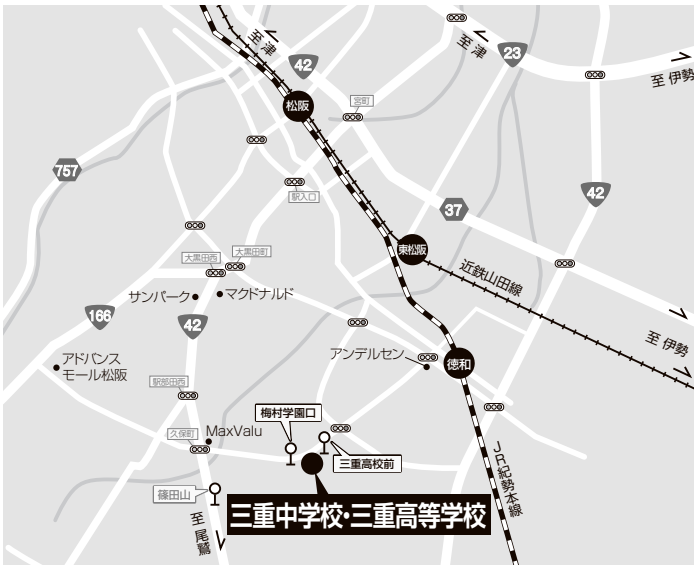 至 津
至 津
23
42
至 伊勢
松阪
宮町
757
駅入口
37
42
大黒田町
大黒田西
東松阪
近鉄山田線
サンパーク
マクドナルド
166
42
至 伊勢
アンデルセン
徳和
アドバンス
モール松阪
駅部田西
梅村学園口
久保町
MaxValu
三重高校前
JR紀勢本線
篠田山
至 尾鷲
三重中学校・三重高等学校